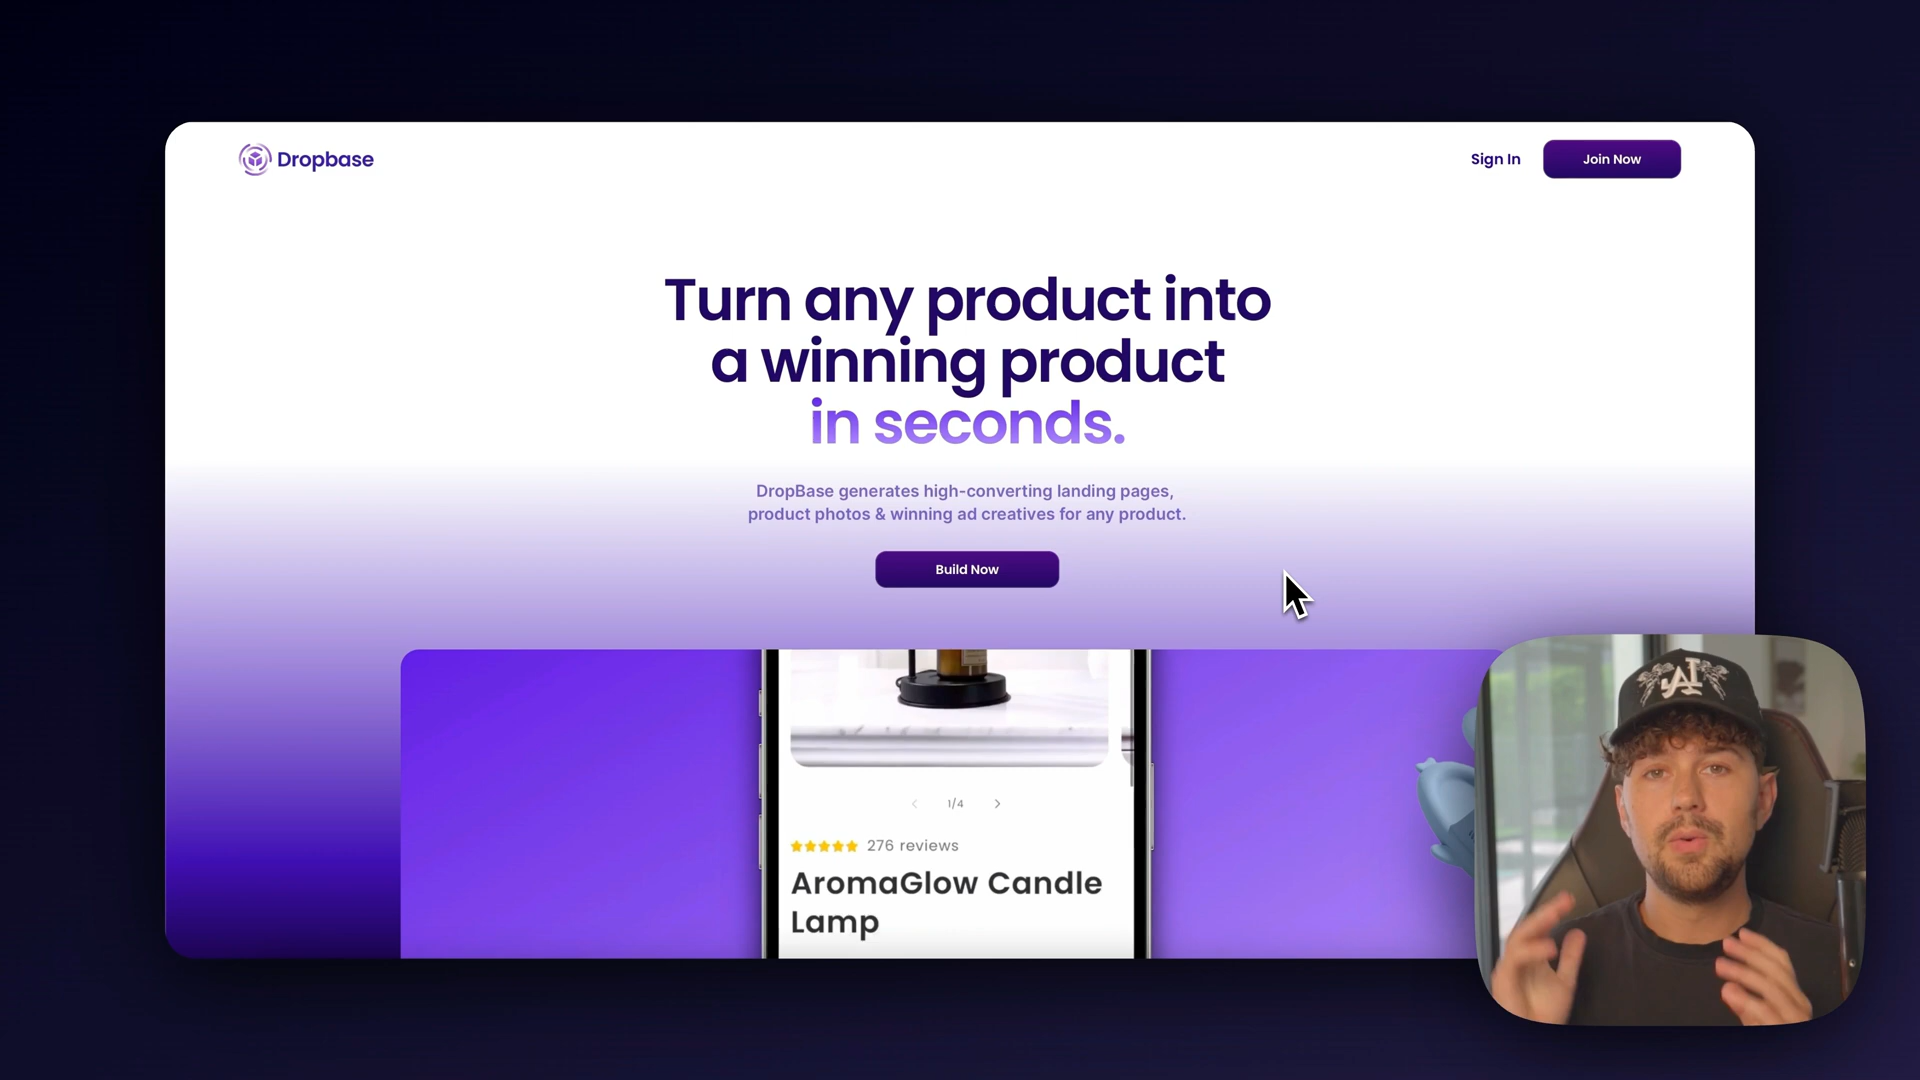 Dropbase
Sign In
Join Now
Turn any product into
a winning product
in seconds.
DropBase generates high-converting landing pages,
product photos & winning ad creatives for any product.
Build Now
1/4
276 reviews
AromaGlow Candle
Lamp
AI